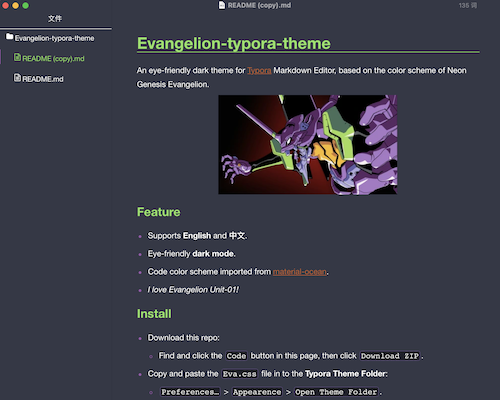 README (copy).md
135 词
文件
Evangelion-typora-theme
README (copy).md
README.md
Evangelion-typora-theme
An eye-friendly dark theme for Typora Markdown Editor, based on the color scheme of Neon
Genesis Evangelion.
Feature
Supports English and 中文.
Eye-friendly dark mode.
Code color scheme imported from material-ocean.
I love Evangelion Unit-01!
Install
Download this repo:
Find and click the Code button in this page, then click Download ZIP.
Copy and paste the Eva.css file in to the Typora Theme Folder:
Preferences… > Appearence > Open Theme Folder.